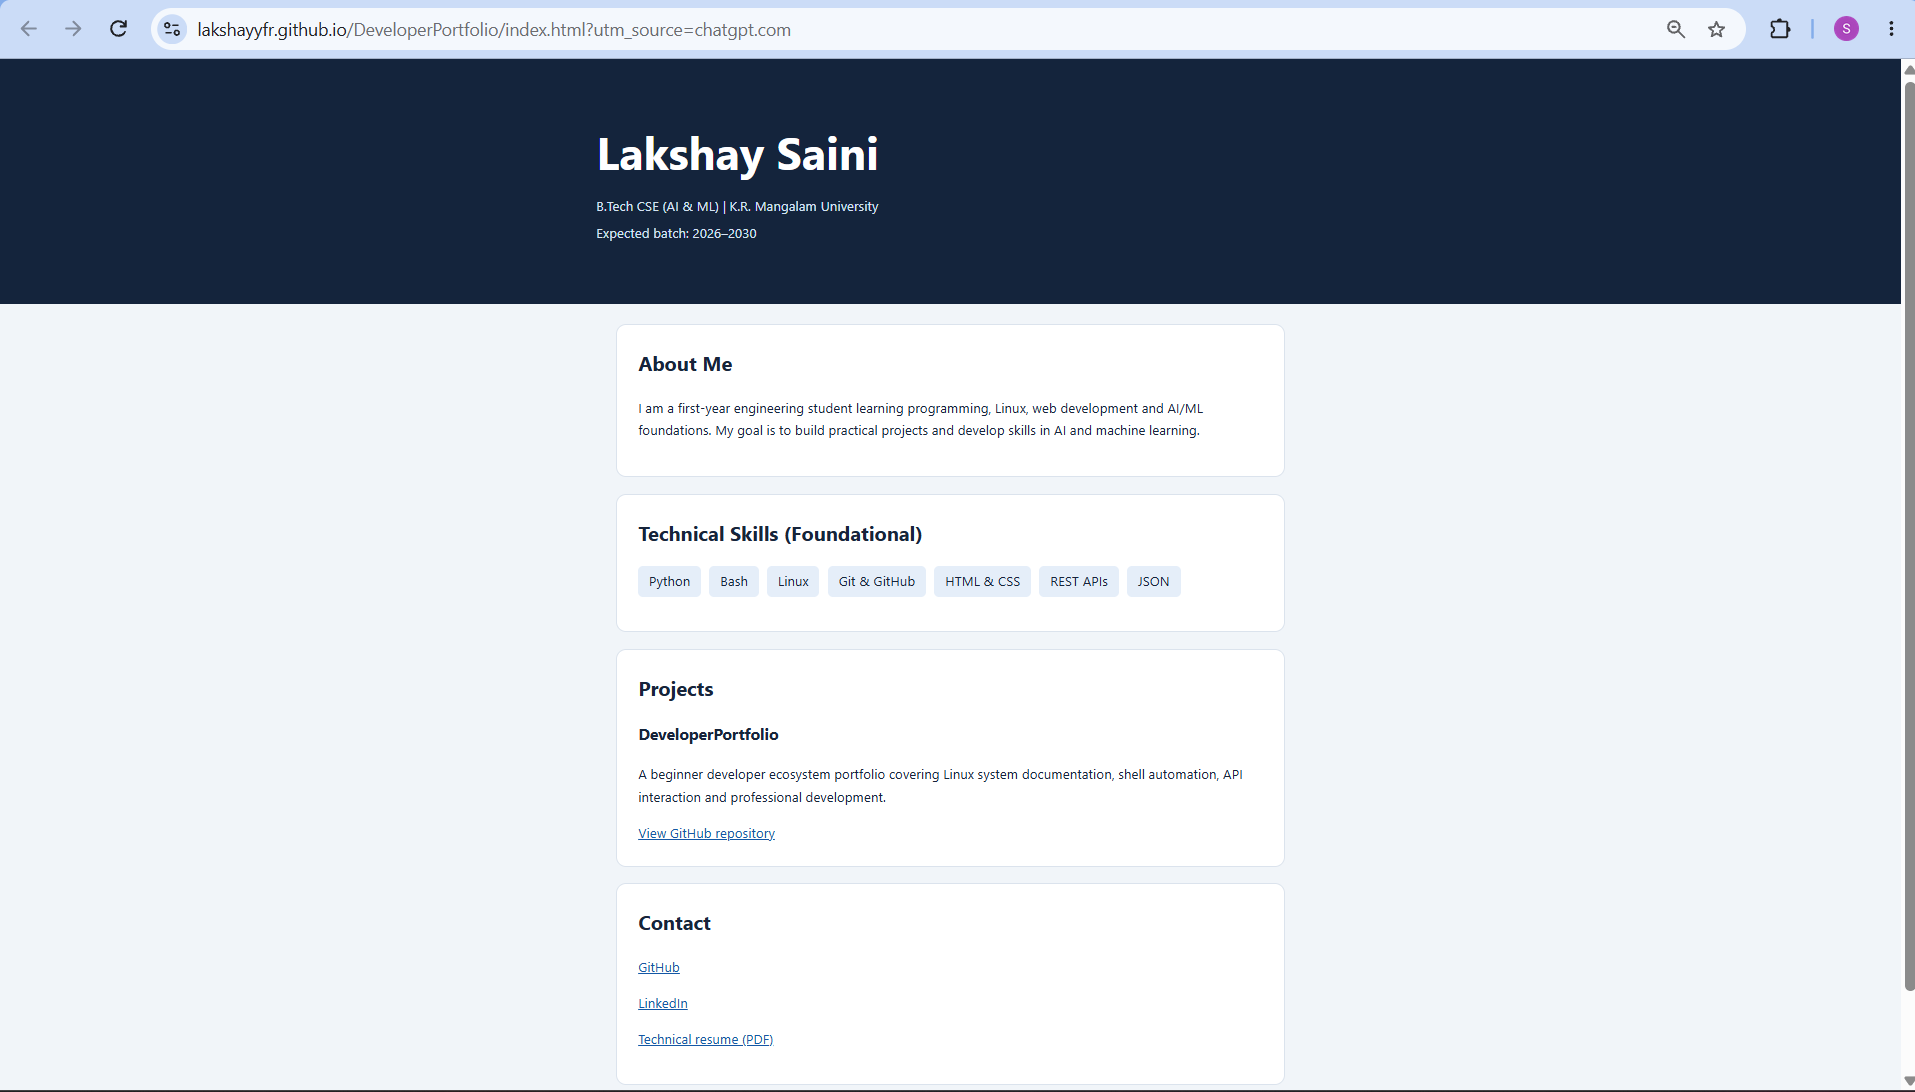 lakshayyfr.github.io/DeveloperPortfolio/index.html?utm_source=chatgpt.com
S
Lakshay Saini
B.Tech CSE (AI & ML) | K.R. Mangalam University
Expected batch: 2026–2030
About Me
I am a first-year engineering student learning programming, Linux, web development and AI/ML
foundations. My goal is to build practical projects and develop skills in AI and machine learning.
Technical Skills (Foundational)
Python Bash Linux Git & GitHub HTML & CSS REST APIs JSON
Projects
DeveloperPortfolio
A beginner developer ecosystem portfolio covering Linux system documentation, shell automation, API
interaction and professional development.
View GitHub repository
Contact
GitHub
LinkedIn
Technical resume (PDF)